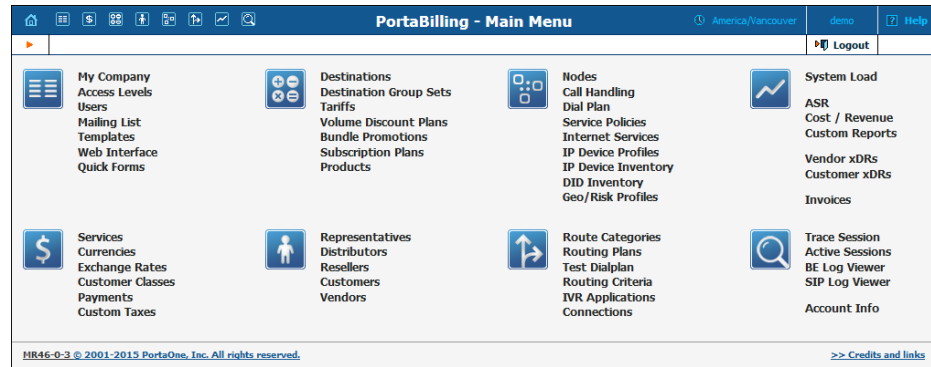 PortaBilling - Main Menu
America/Vancouver
demo
? Help
Logout
My Company
Access Levels
Users
Mailing List
Templates
Web Interface
Quick Forms
Destinations
Destination Group Sets
Tariffs
Volume Discount Plans
Bundle Promotions
Subscription Plans
Products
Nodes
Call Handling
Dial Plan
Service Policies
Internet Services
IP Device Profiles
IP Device Inventory
DID Inventory
Geo/Risk Profiles
System Load
ASR
Cost / Revenue
Custom Reports
Vendor xDRs
Customer xDRs
Invoices
Services
Currencies
Exchange Rates
Customer Classes
Payments
Custom Taxes
Representatives
Distributors
Resellers
Customers
Vendors
Route Categories
Routing Plans
Test Dialplan
Routing Criteria
IVR Applications
Connections
Trace Session
Active Sessions
BE Log Viewer
SIP Log Viewer
Account Info
MR46-0-3 © 2001-2015 PortaOne, Inc. All rights reserved.
>> Credits and links